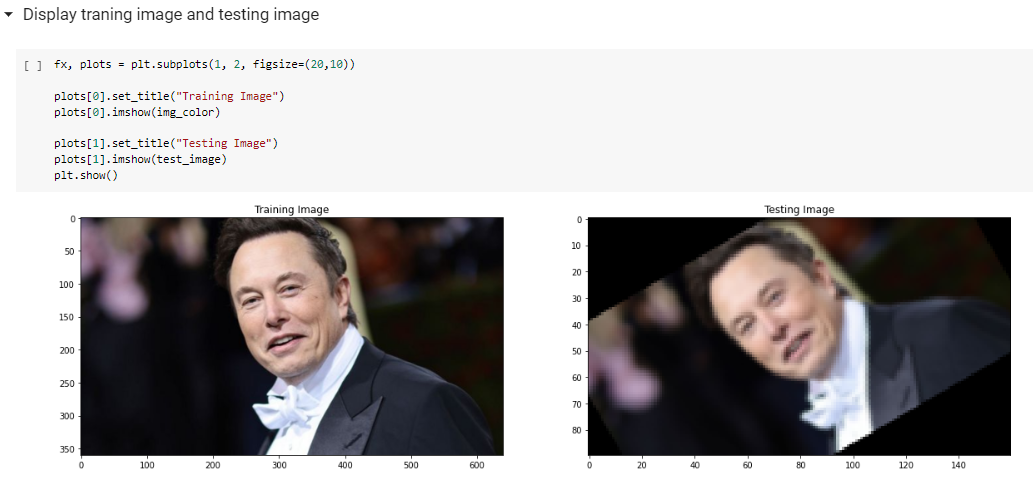 Display traning image and testing image
[ ] fx, plots = plt.subplots(1, 2, figsize=(20,10))
plots[0].set_title("Training Image")
plots[0].imshow(img_color)
plots[1].set_title("Testing Image")
plots[1].imshow(test_image)
plt.show()
Training Image
0
50
100
150
200
250
300
350
0 100 200 300 400 500 600
Testing Image
0
10
20
30
40
50
60
70
80
0 20 40 60 80 100 120 140